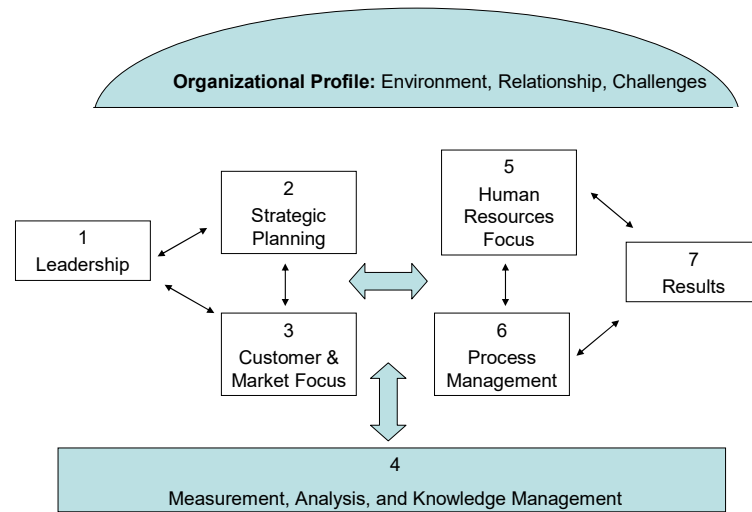 Organizational Profile: Environment, Relationship, Challenges
1
Leadership
2
Strategic
Planning
3
Customer &
Market Focus
5
Human
Resources
Focus
6
Process
Management
7
Results
4
Measurement, Analysis, and Knowledge Management